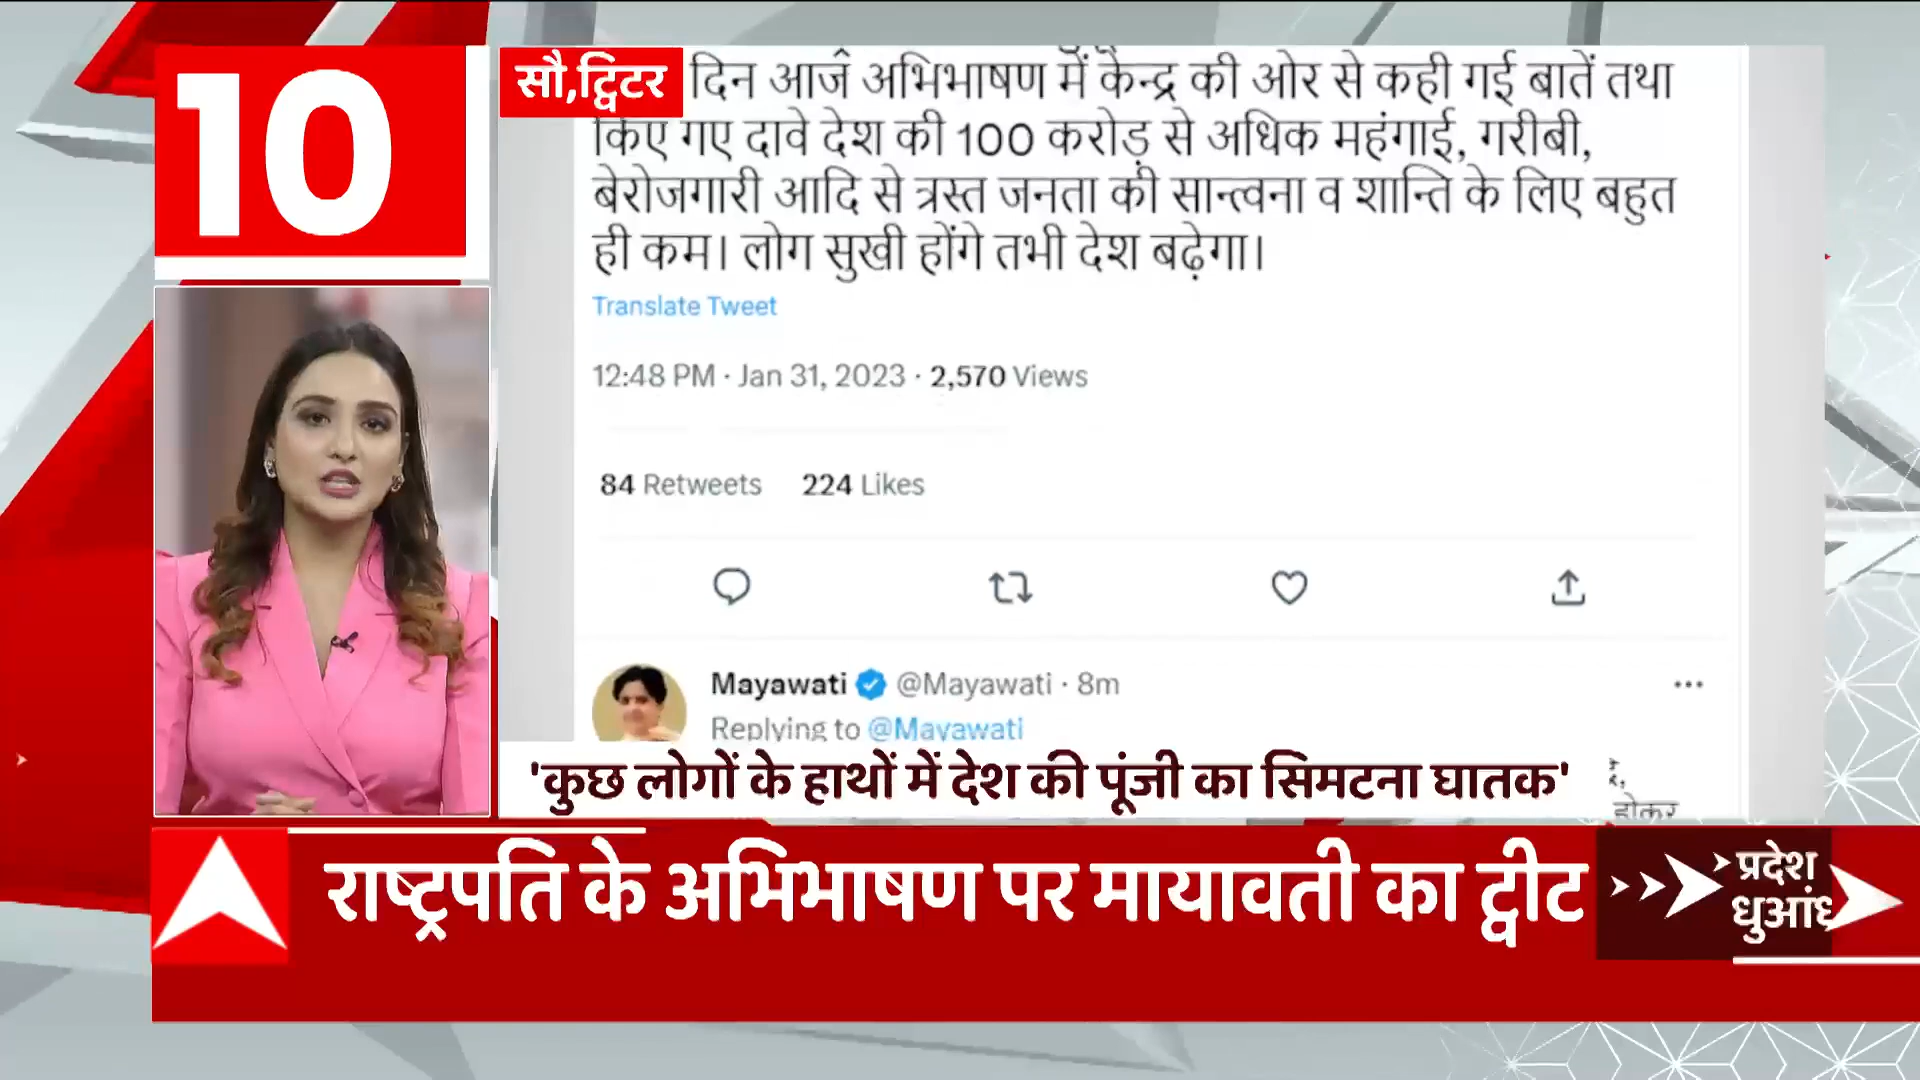 10
सौ,ट्विटर
दिन आज अभिभाषण में केन्द्र की ओर से कही गई बातें तथा
किए गए दावे देश की 100 करोड़ से अधिक महंगाई, गरीबी,
बेरोजगारी आदि से त्रस्त जनता की सान्त्वना व शान्ति के लिए बहुत
ही कम। लोग सुखी होंगे तभी देश बढ़ेगा।
Translate Tweet
12:48 PM · Jan 31, 2023 · 2,570 Views
84 Retweets 224 Likes
Mayawati @Mayawati · 8m
Replying to @Mayawati
'कुछ लोगों के हाथों में देश की पूंजी का सिमटना घातक'
होकर
राष्ट्रपति के अभिभाषण पर मायावती का ट्वीट
प्रदेश
धुआंध